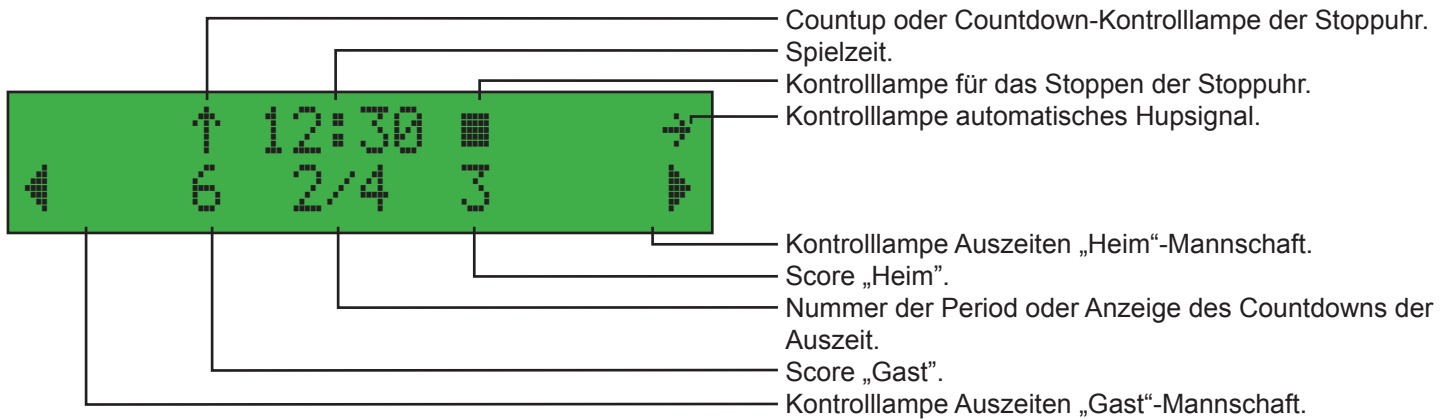 Countup oder Countdown-Kontrolllampe der Stoppuhr.
Spielzeit.
Kontrolllampe für das Stoppen der Stoppuhr.
Kontrolllampe automatisches Hupsignal.
↑ 12:30 ■ →
◀ 6 2/4 3 ▶
Kontrolllampe Auszeiten „Heim“-Mannschaft.
Score „Heim”.
Nummer der Period oder Anzeige des Countdowns der
Auszeit.
Score „Gast”.
Kontrolllampe Auszeiten „Gast“-Mannschaft.